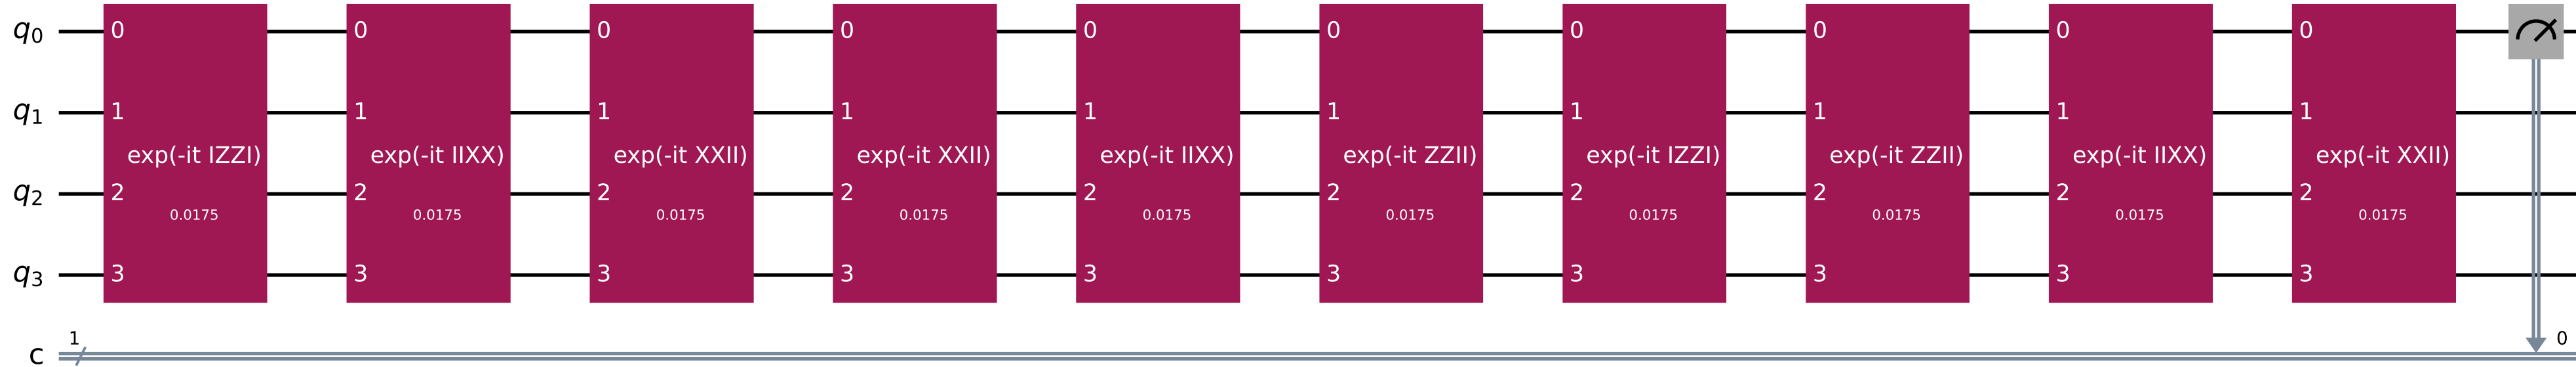 q0 0 0 0 0 0 0 0 0 0 0
q1 1 1 1 1 1 1 1 1 1 1
exp(-it IZZI) exp(-it IIXX) exp(-it XXII) exp(-it XXII) exp(-it IIXX) exp(-it ZZII) exp(-it IZZI) exp(-it ZZII) exp(-it IIXX) exp(-it XXII)
q2 2 2 2 2 2 2 2 2 2 2
0.0175 0.0175 0.0175 0.0175 0.0175 0.0175 0.0175 0.0175 0.0175 0.0175
q3 3 3 3 3 3 3 3 3 3 3
1 0
c